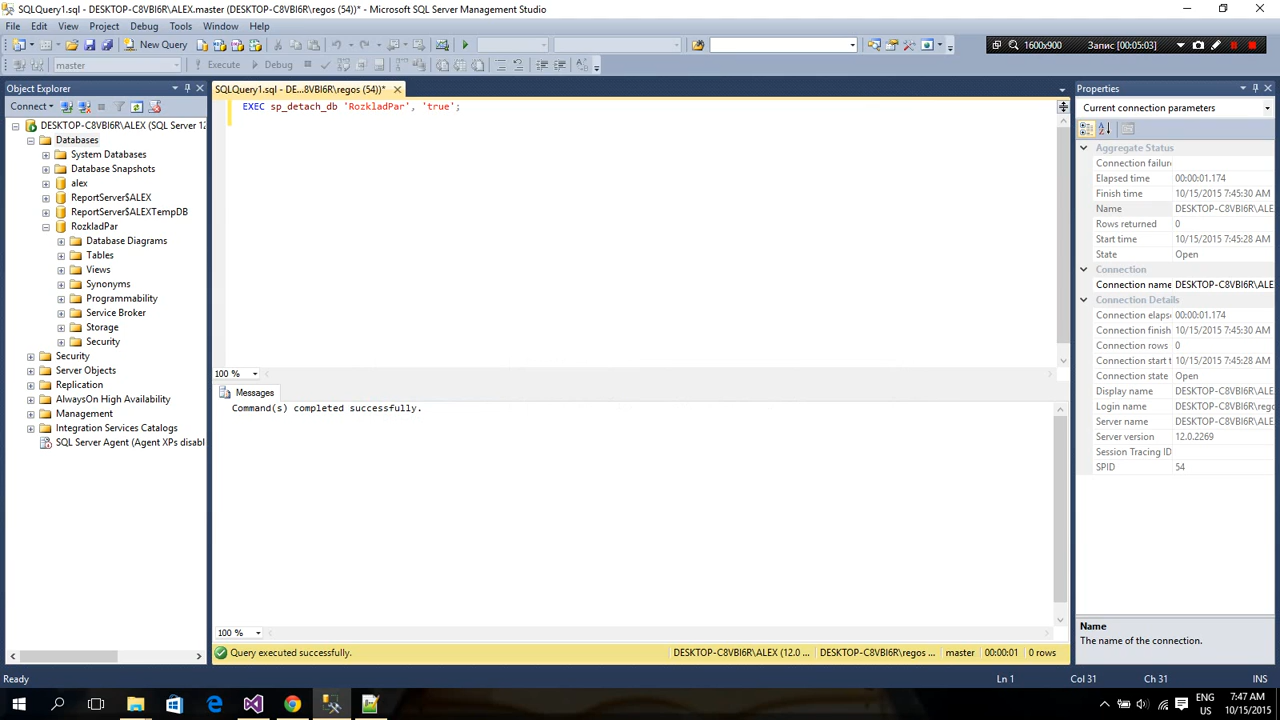 SQLQuery1.sql - DESKTOP-C8VBI6R\ALEX.master (DESKTOP-C8VBI6R\regos (54))* - Microsoft SQL Server Management Studio
File Edit View Project Debug Tools Window Help
New Query
1600x900 Запис [00:05:03]
master Execute Debug
Object Explorer
Connect
DESKTOP-C8VBI6R\ALEX (SQL Server 12
Databases
System Databases
Database Snapshots
alex
ReportServer$ALEX
ReportServer$ALEXTempDB
RozkladPar
Database Diagrams
Tables
Views
Synonyms
Programmability
Service Broker
Storage
Security
Security
Server Objects
Replication
AlwaysOn High Availability
Management
Integration Services Catalogs
SQL Server Agent (Agent XPs disabl
SQLQuery1.sql - DE...8VBI6R\regos (54))*
EXEC sp_detach_db 'RozkladPar', 'true';
100 %
Messages
Command(s) completed successfully.
100 %
Query executed successfully. DESKTOP-C8VBI6R\ALEX (12.0 ... DESKTOP-C8VBI6R\regos ... master 00:00:01 0 rows
Properties
Current connection parameters
Aggregate Status
Connection failure
Elapsed time 00:00:01.174
Finish time 10/15/2015 7:45:30 AM
Name DESKTOP-C8VBI6R\ALE
Rows returned 0
Start time 10/15/2015 7:45:28 AM
State Open
Connection
Connection name DESKTOP-C8VBI6R\ALE
Connection Details
Connection elaps 00:00:01.174
Connection finish 10/15/2015 7:45:30 AM
Connection rows 0
Connection start t 10/15/2015 7:45:28 AM
Connection state Open
Display name DESKTOP-C8VBI6R\ALE
Login name DESKTOP-C8VBI6R\rego
Server name DESKTOP-C8VBI6R\ALE
Server version 12.0.2269
Session Tracing ID
SPID 54
Name
The name of the connection.
Ready Ln 1 Col 31 Ch 31 INS
ENG 7:47 AM
US 10/15/2015